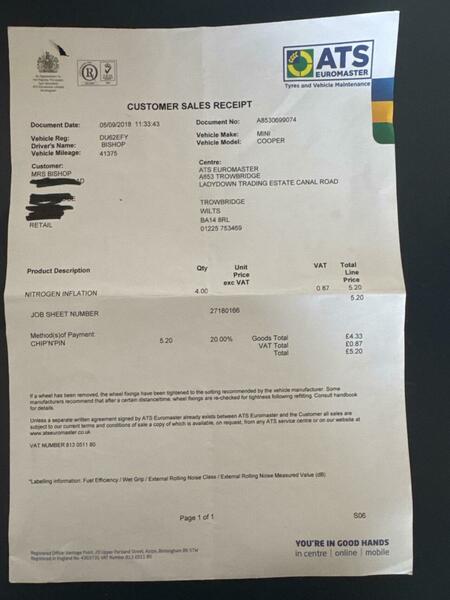 ATS
EUROMASTER
Tyres and Vehicle Maintenance
CUSTOMER SALES RECEIPT
Document Date: 05/09/2018 11:33:43
Document No: A8530699074
Vehicle Reg: DU62EFY
Vehicle Make: MINI
Driver's Name: BISHOP
Vehicle Model: COOPER
Vehicle Mileage: 41375
Customer:
MRS BISHOP
RETAIL
Centre:
ATS EUROMASTER
A853 TROWBRIDGE
LADYDOWN TRADING ESTATE CANAL ROAD
TROWBRIDGE
WILTS
BA14 8RL
01225 753469
Product Description Qty Unit Price exc VAT VAT Total Line Price
NITROGEN INFLATION 4.00 0.87 5.20
5.20
JOB SHEET NUMBER 27180166
Method(s)of Payment:
CHIP'N'PIN 5.20 20.00%
Goods Total £4.33
VAT Total £0.87
Total £5.20
If a wheel has been removed, the wheel fixings have been tightened to the setting recommended by the vehicle manufacturer. Some
manufacturers recommend that after a certain distance/time, wheel fixings are re-checked for tightness following refitting. Consult handbook
for details.
Unless a separate written agreement signed by ATS Euromaster already exists between ATS Euromaster and the Customer all sales are
subject to our current terms and conditions of sale a copy of which is available, on request, from any ATS service centre or on our website at
www.atseuromaster.co.uk
VAT NUMBER 813 0511 80
*Labelling information: Fuel Efficiency / Wet Grip / External Rolling Noise Class / External Rolling Noise Measured Value (dB)
Page 1 of 1
S06
YOU'RE IN GOOD HANDS
in centre | online | mobile